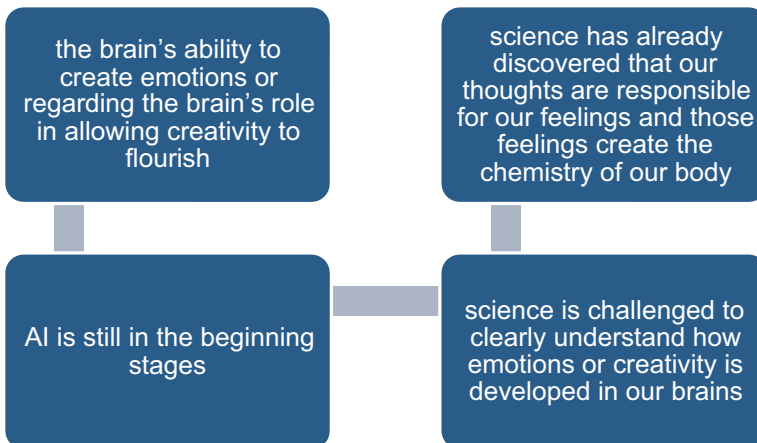 the brain’s ability to
create emotions or
regarding the brain’s role
in allowing creativity to
flourish
AI is still in the beginning
stages
science is challenged to
clearly understand how
emotions or creativity is
developed in our brains
science has already
discovered that our
thoughts are responsible
for our feelings and those
feelings create the
chemistry of our body